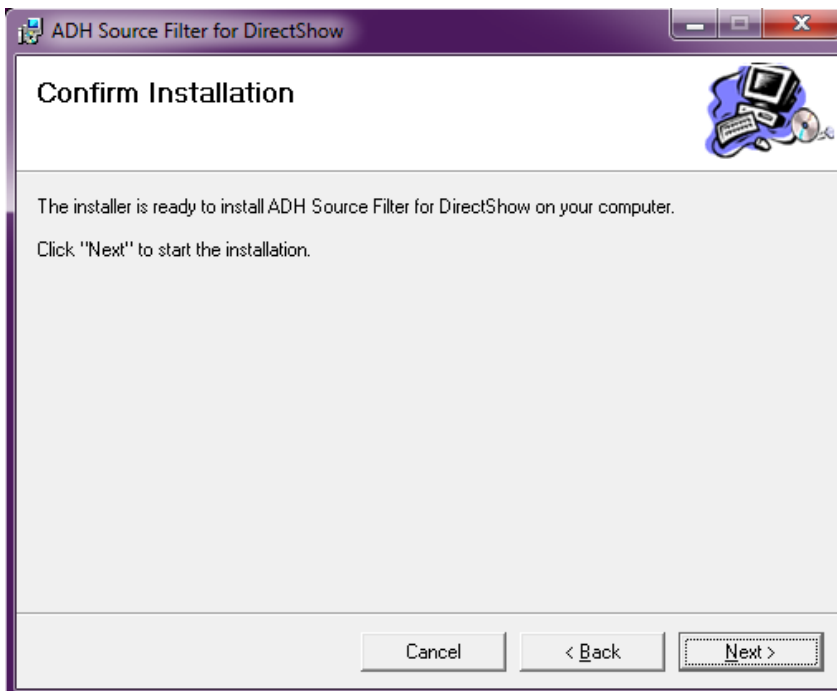 ADH Source Filter for DirectShow
Confirm Installation
The installer is ready to install ADH Source Filter for DirectShow on your computer.
Click "Next" to start the installation.
Cancel
< Back
Next >